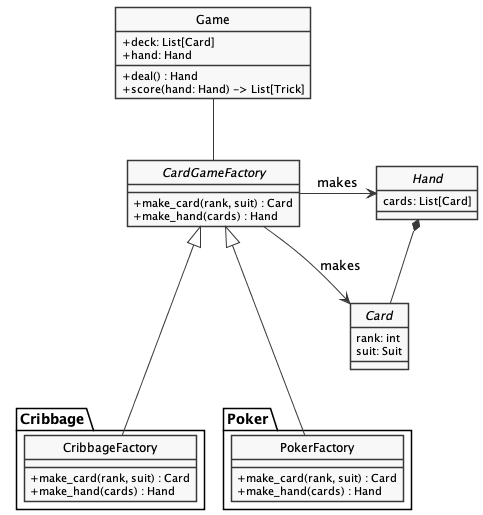 Game
+deck: List[Card]
+hand: Hand
+deal() : Hand
+score(hand: Hand) -> List[Trick]
CardGameFactory
+make_card(rank, suit) : Card
+make_hand(cards) : Hand
makes
Hand
cards: List[Card]
makes
Card
rank: int
suit: Suit
Cribbage
CribbageFactory
+make_card(rank, suit) : Card
+make_hand(cards) : Hand
Poker
PokerFactory
+make_card(rank, suit) : Card
+make_hand(cards) : Hand